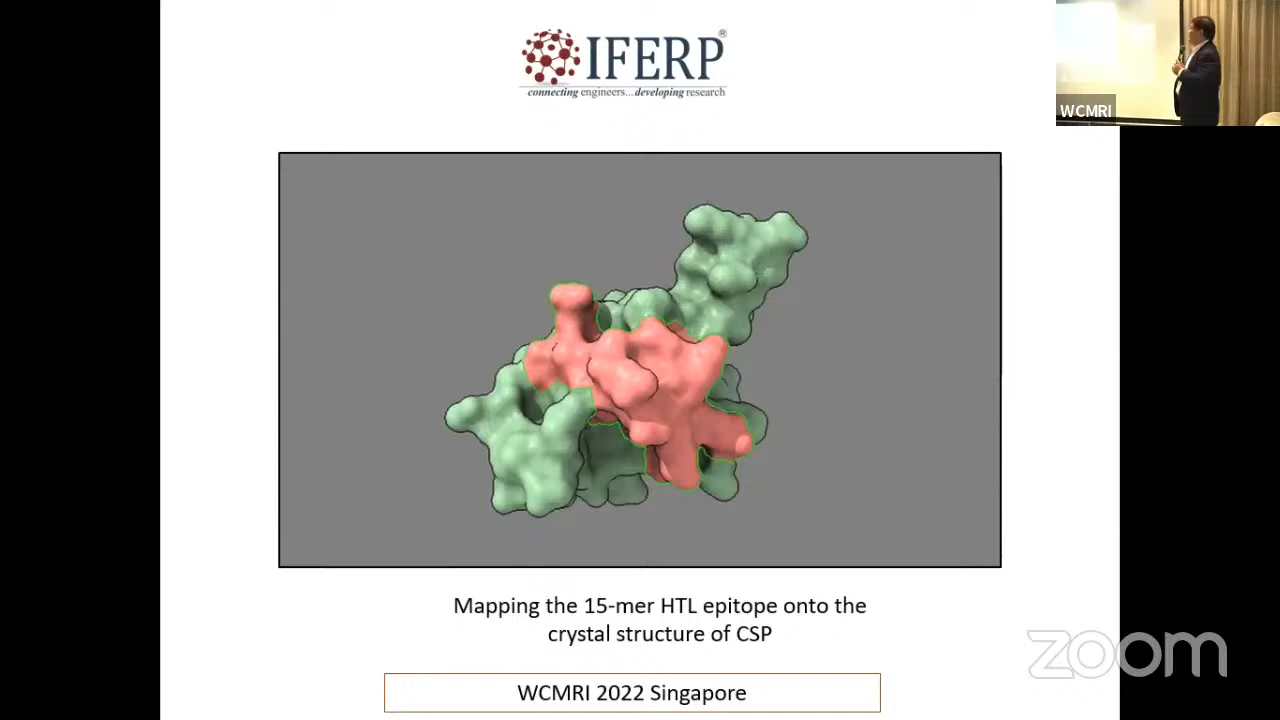 IFERP®
connecting engineers...developing research
WCMRI
Mapping the 15-mer HTL epitope onto the
crystal structure of CSP
zoom
WCMRI 2022 Singapore